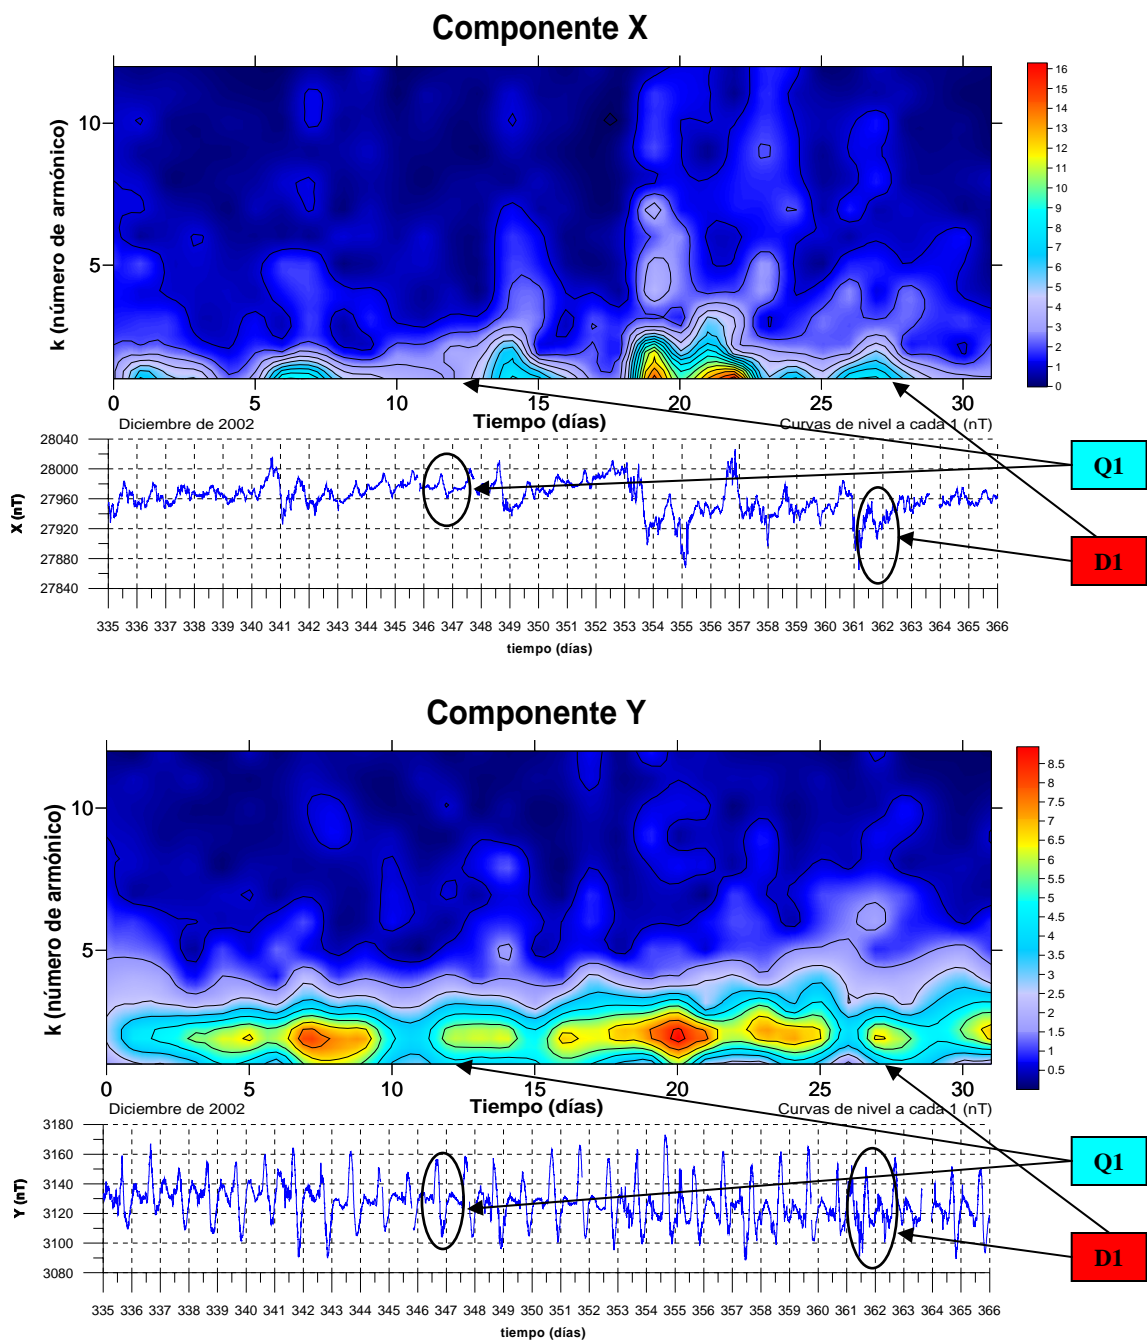 Componente X
k (número de armónico)
10
5
16
15
14
13
12
11
10
9
8
7
6
5
4
3
2
1
0
0 5 10 15 20 25 30
Diciembre de 2002 Tiempo (días) Curvas de nivel a cada 1 (nT)
X (nT)
28040
28000
27960
27920
27880
27840
Q1
D1
335 336 337 338 339 340 341 342 343 344 345 346 347 348 349 350 351 352 353 354 355 356 357 358 359 360 361 362 363 364 365 366
tiempo (días)
Componente Y
k (número de armónico)
10
5
8.5
8
7.5
7
6.5
6
5.5
5
4.5
4
3.5
3
2.5
2
1.5
1
0.5
0 5 10 15 20 25 30
Diciembre de 2002 Tiempo (días) Curvas de nivel a cada 1 (nT)
Y (nT)
3180
3160
3140
3120
3100
3080
Q1
D1
335 336 337 338 339 340 341 342 343 344 345 346 347 348 349 350 351 352 353 354 355 356 357 358 359 360 361 362 363 364 365 366
tiempo (días)